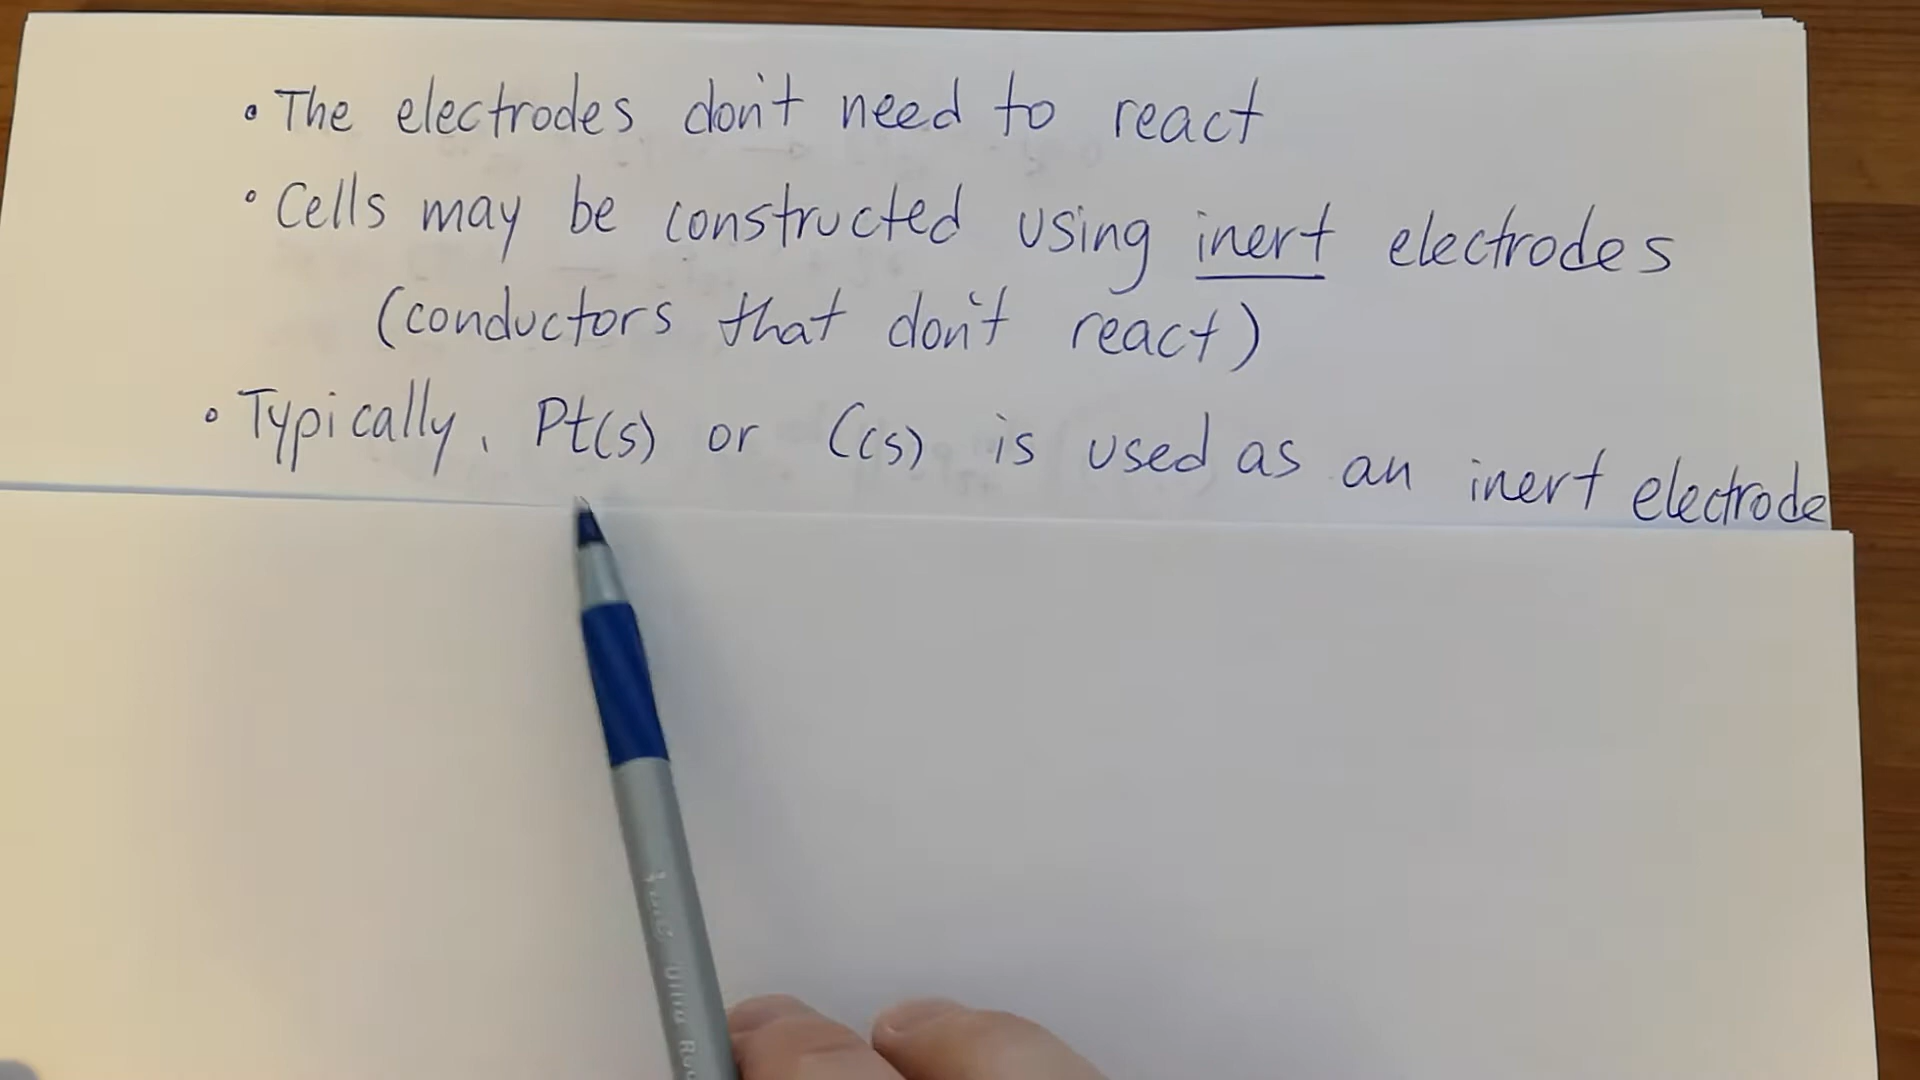 • The electrodes don't need to react
• Cells may be constructed using inert electrodes
(conductors that don't react)
• Typically, Pt(s) or C(s) is used as an inert electrode